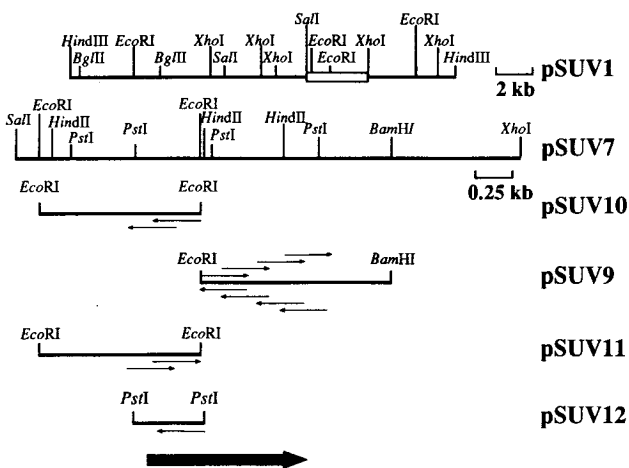 SalI EcoRI
HindIII EcoRI XhoI XhoI EcoRI XhoI XhoI
BglII BglII SalI XhoI EcoRI HindIII
pSUV1
2 kb
EcoRI EcoRI
SalI HindII PstI HindII HindII PstI BamHI XhoI
PstI PstI
pSUV7
0.25 kb
EcoRI EcoRI
pSUV10
EcoRI BamHI
pSUV9
EcoRI EcoRI
pSUV11
PstI PstI
pSUV12